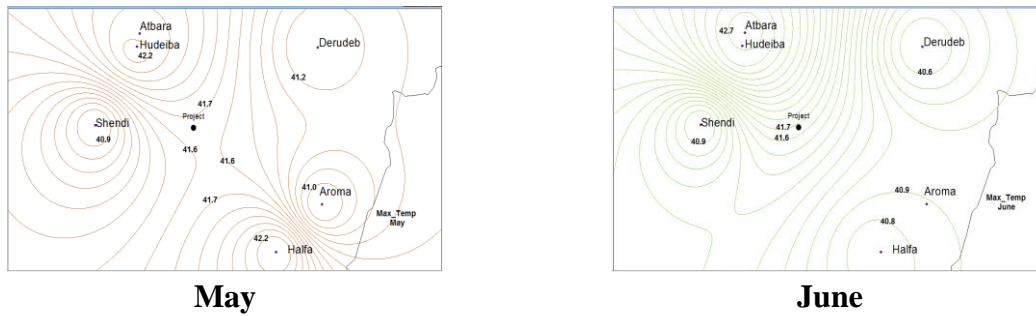 Atbara
Hudeiba
42.2
Derudeb
41.2
41.7
Project
Shendi
40.9
41.6
41.6
41.0
Aroma
41.7
Max_Temp
May
42.2
Halfa
May
Atbara
42.7
Hudeiba
Derudeb
40.6
Shendi
Project
41.7
41.6
40.9
40.9
Aroma
Max_Temp
June
40.8
Halfa
June